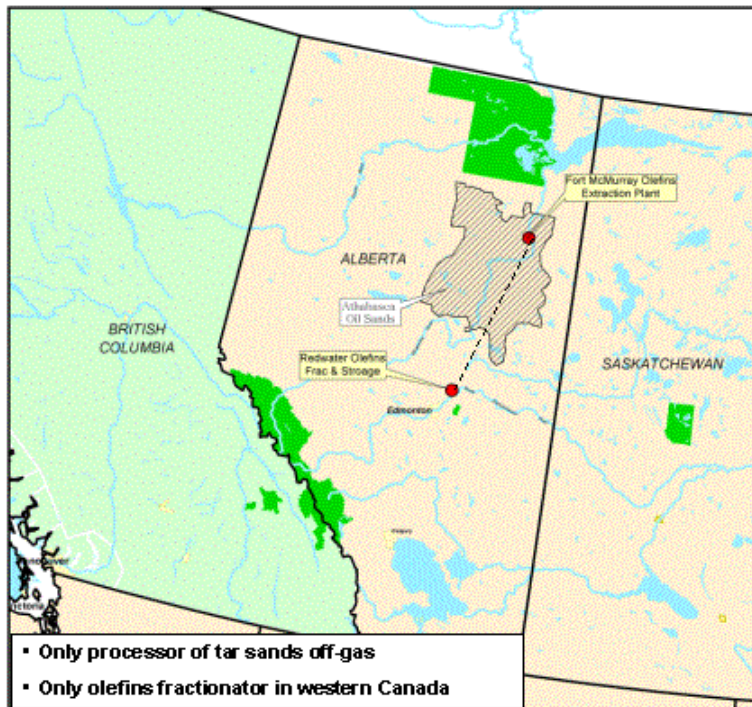 Fort McMurray Olefins
Extraction Plant
ALBERTA
Athabasca
Oil Sands
BRITISH
COLUMBIA
Redwater Olefins
Frac & Stroage
SASKATCHEWAN
Edmonton
Victoria
▪ Only processor of tar sands off-gas
▪ Only olefins fractionator in western Canada